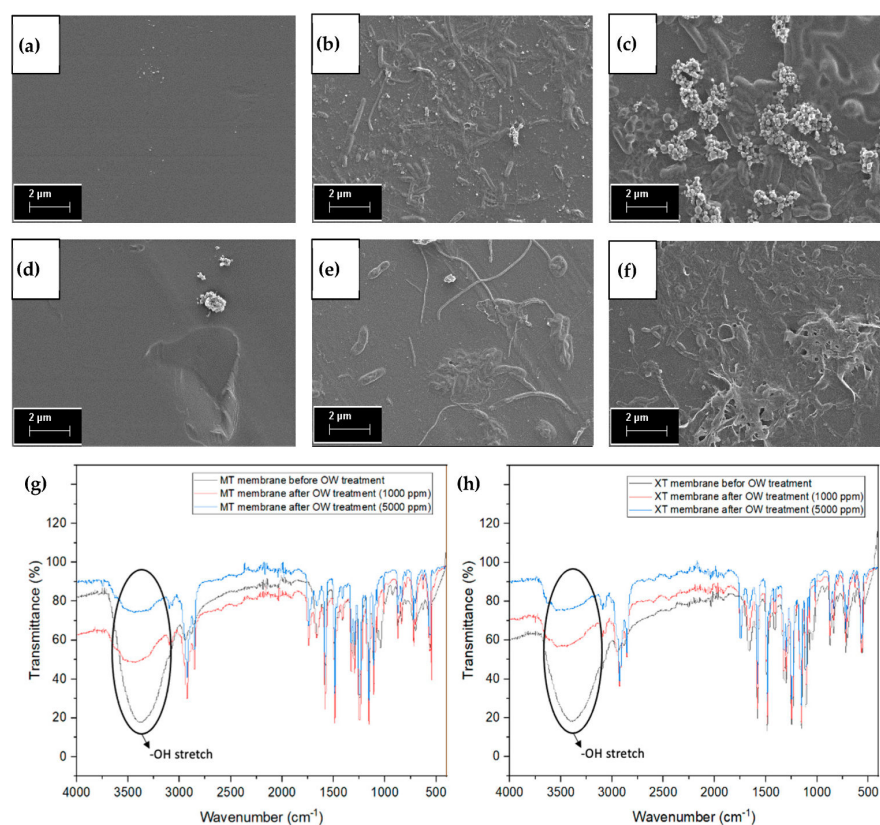 (a)
2 µm
(b)
2 µm
(c)
2 µm
(d)
2 µm
(e)
2 µm
(f)
2 µm
(g)
MT membrane before OW treatment
MT membrane after OW treatment (1000 ppm)
MT membrane after OW treatment (5000 ppm)
Transmittance (%)
140
120
100
80
60
40
20
0
-OH stretch
4000 3500 3000 2500 2000 1500 1000 500
Wavenumber (cm⁻¹)
(h)
XT membrane befor OW treatment
XT membrane after OW treatment (1000 ppm)
XT membrane after OW treatment (5000 ppm)
Transmittance (%)
140
120
100
80
60
40
20
0
-OH stretch
4000 3500 3000 2500 2000 1500 1000 500
Wavenumber (cm⁻¹)